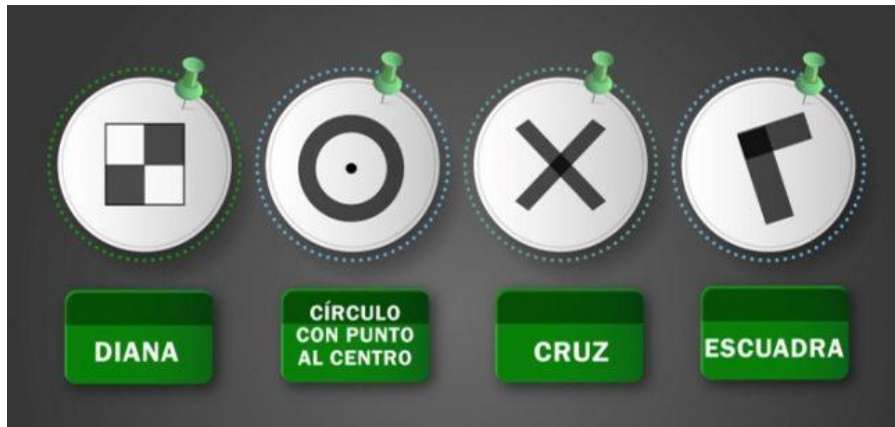 DIANA
CÍRCULO
CON PUNTO
AL CENTRO
CRUZ
ESCUADRA